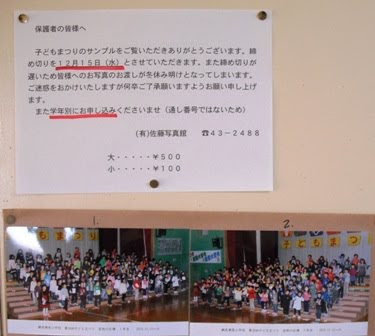 保護者の皆様へ
子どもまつりのサンプルをご覧いただきありがとうございます。締
め切りを12月15日（水）とさせていただきます。また締め切りが
遅いため皆様へのお写真のお渡しが冬休み明けとなってしまいます。
ご迷惑をおかけいたしますが何卒ご了承願いますようお願い申し上げ
ます。
また学年別にお申し込みくださいませ（通し番号ではないため）
(有)佐藤写真館 ☎43-2488
大・・・・・￥500
小・・・・・￥100
1.
2.
もまつり
子どもま